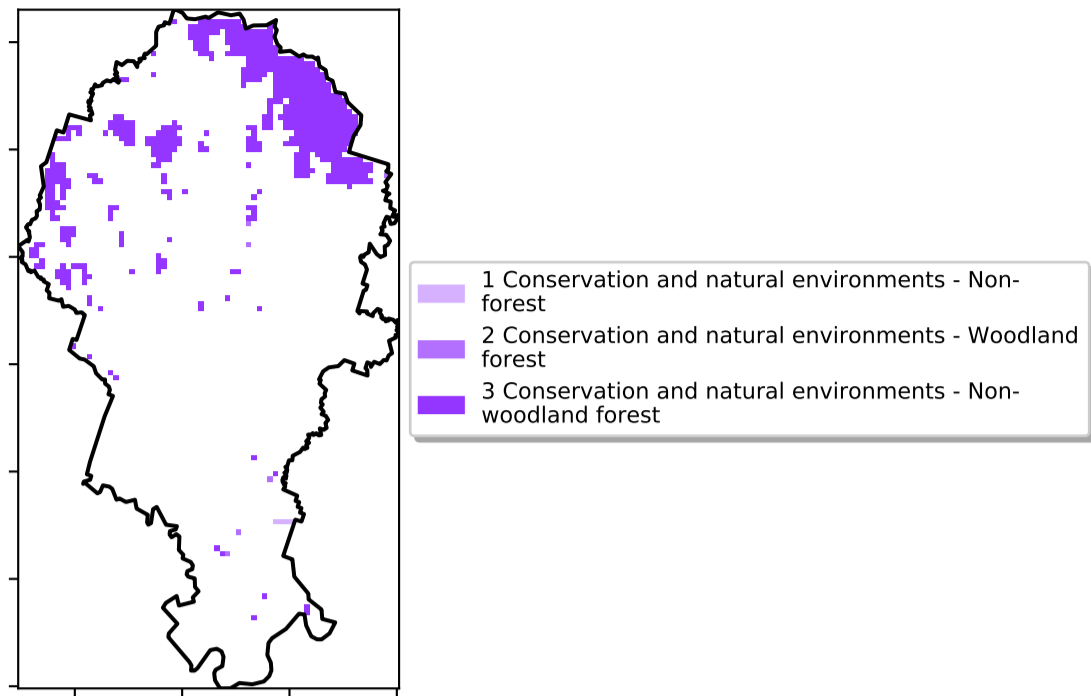 1 Conservation and natural environments - Non-
forest
2 Conservation and natural environments - Woodland
forest
3 Conservation and natural environments - Non-
woodland forest